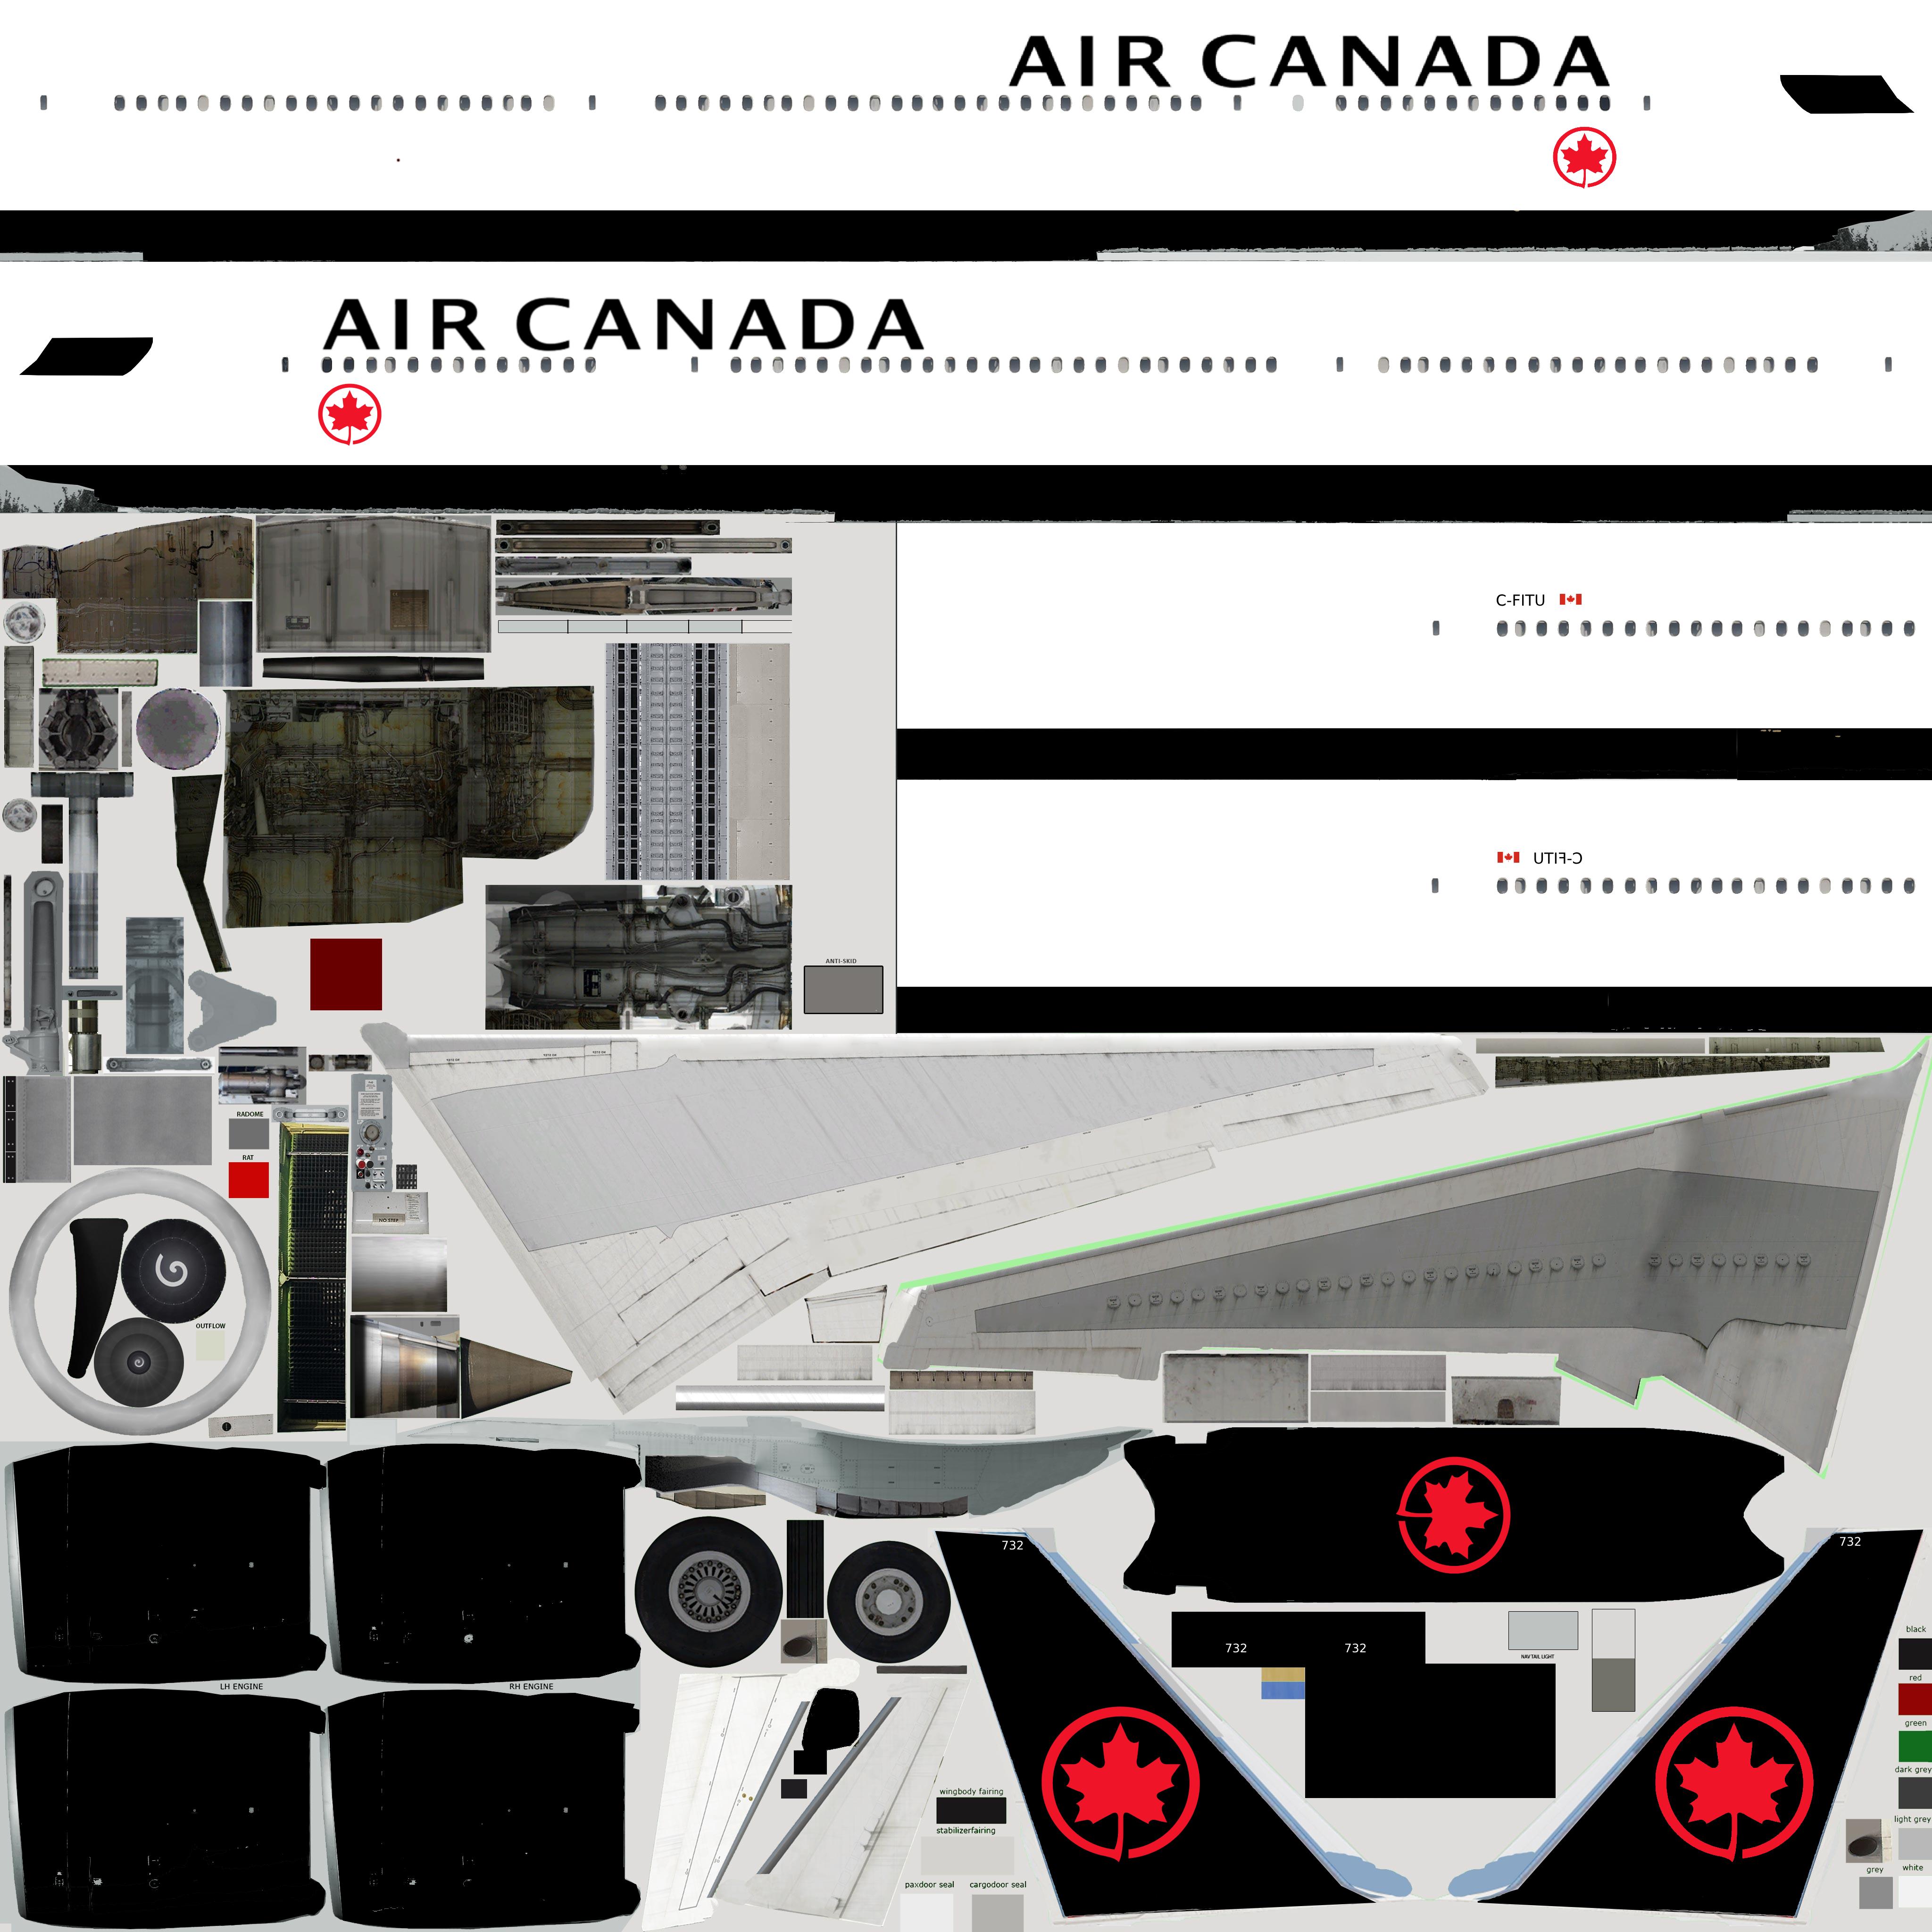 AIR CANADA
AIR CANADA
C-FITU
C-FITU
ANTI-SKID
RADOME
RAT
NO STEP
OUTFLOW
732
732
732
732
NAV TAIL LIGHT
black
red
LH ENGINE
RH ENGINE
green
dark grey
wingbody fairing
light grey
stabilizerfairing
grey
white
paxdoor seal
cargodoor seal